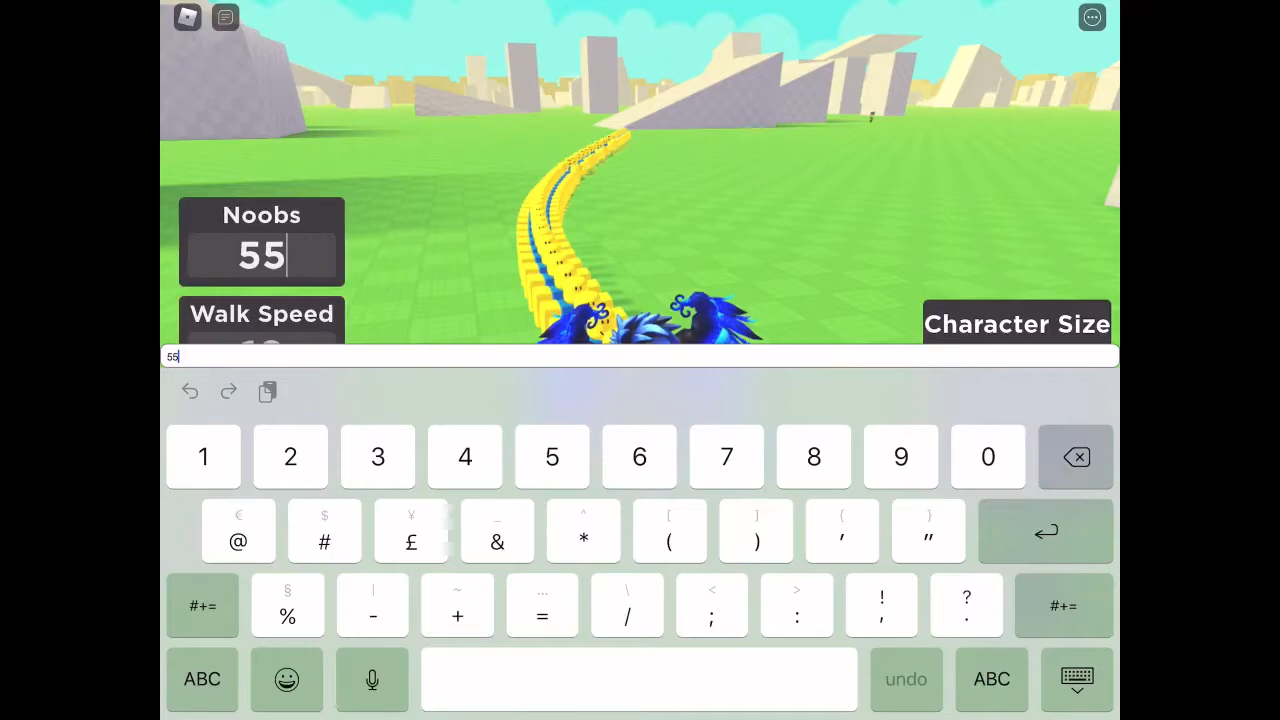 Noobs
55
Walk Speed
Character Size
55
1 2 3 4 5 6 7 8 9 0
€ $ ¥ _ ^ [ ] { }
@ # £ & * ( ) ' "
§ | ~ … \ < > ! ?
#+= % - + = / ; : , . #+=
ABC undo ABC